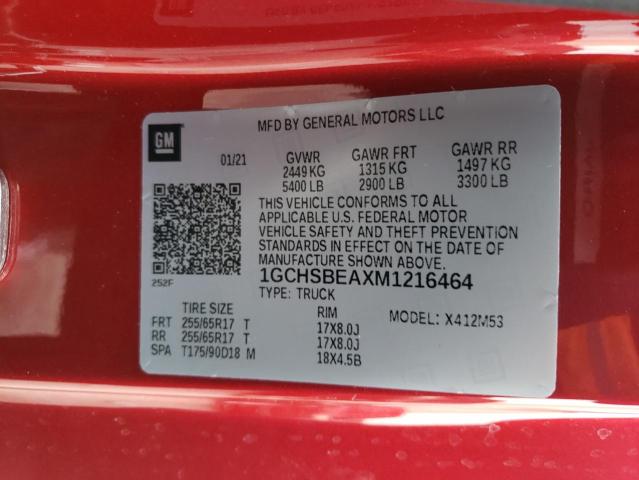 MFD BY GENERAL MOTORS LLC
GM
01/21 GVWR GAWR FRT GAWR RR
2449 KG 1315 KG 1497 KG
5400 LB 2900 LB 3300 LB
THIS VEHICLE CONFORMS TO ALL
APPLICABLE U.S. FEDERAL MOTOR
VEHICLE SAFETY AND THEFT PREVENTION
STANDARDS IN EFFECT ON THE DATE OF
MANUFACTURE SHOWN ABOVE.
1GCHSBEAXM1216464
252F
TYPE: TRUCK
TIRE SIZE RIM MODEL: X412M53
FRT 255/65R17 T 17X8.0J
RR 255/65R17 T 17X8.0J
SPA T175/90D18 M 18X4.5B